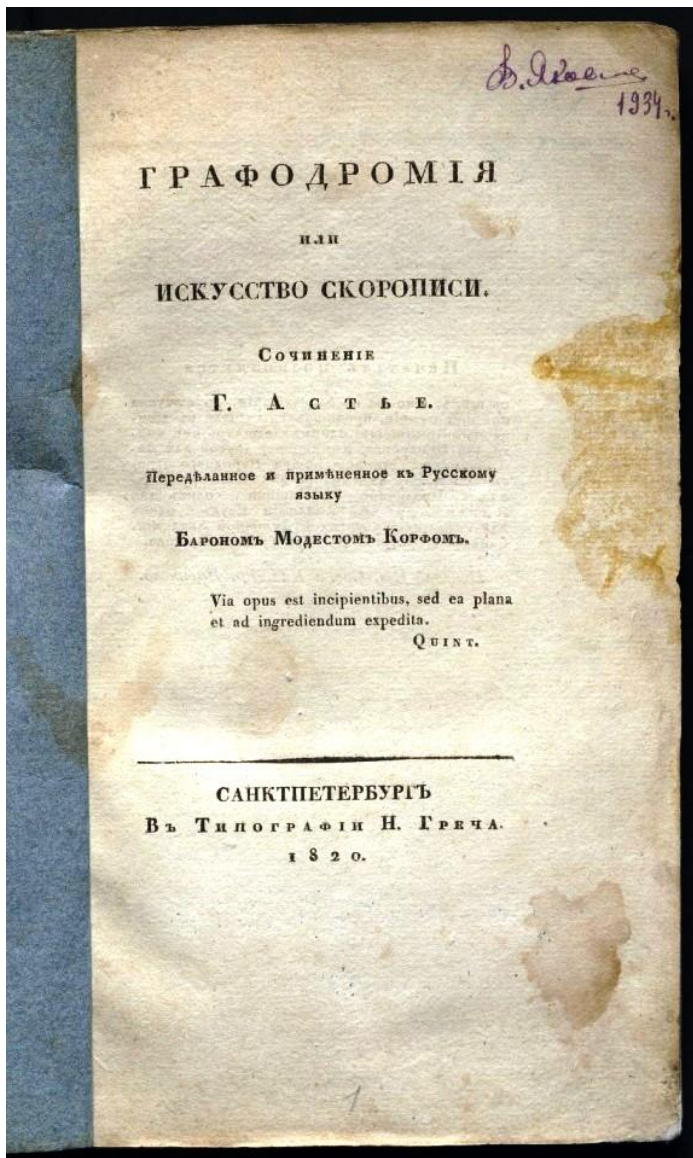 В.
1934 г.
ГРАФОДРОМІЯ
или
ИСКУССТВО СКОРОПИСИ.
Сочиненіе
Г. Астье.
Передѣланное и примѣненное къ Русскому
языку
Барономъ Модестомъ Корфомъ.
Via opus est incipientibus, sed ea plana
et ad ingrediendum expedita.
Quint.
САНКТПЕТЕРБУРГЪ
Въ Типографіи Н. Греча.
1820.
1